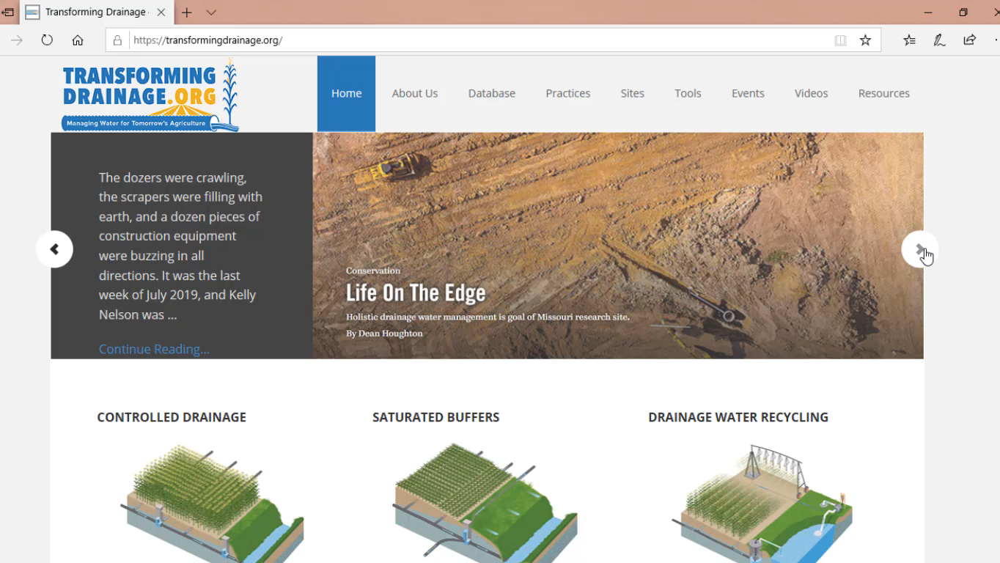 Transforming Drainage
https://transformingdrainage.org/
TRANSFORMING
DRAINAGE.ORG
Managing Water for Tomorrow's Agriculture
Home
About Us
Database
Practices
Sites
Tools
Events
Videos
Resources
The dozers were crawling,
the scrapers were filling with
earth, and a dozen pieces of
construction equipment
were buzzing in all
directions. It was the last
week of July 2019, and Kelly
Nelson was ...
Continue Reading...
Conservation
Life On The Edge
Holistic drainage water management is goal of Missouri research site.
By Dean Houghton
CONTROLLED DRAINAGE
SATURATED BUFFERS
DRAINAGE WATER RECYCLING